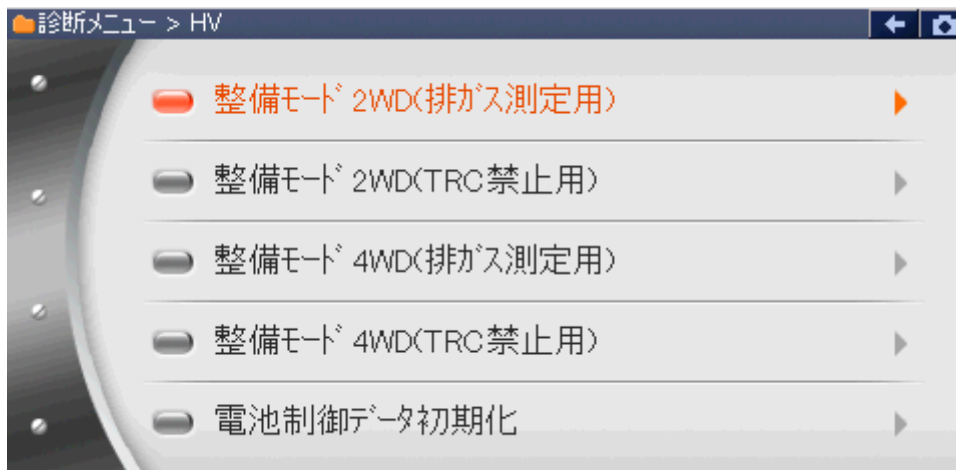 診断メニュー > HV
整備ﾓｰﾄﾞ 2WD(排ｶﾞｽ測定用)
整備ﾓｰﾄﾞ 2WD(TRC禁止用)
整備ﾓｰﾄﾞ 4WD(排ｶﾞｽ測定用)
整備ﾓｰﾄﾞ 4WD(TRC禁止用)
電池制御ﾃﾞｰﾀ初期化